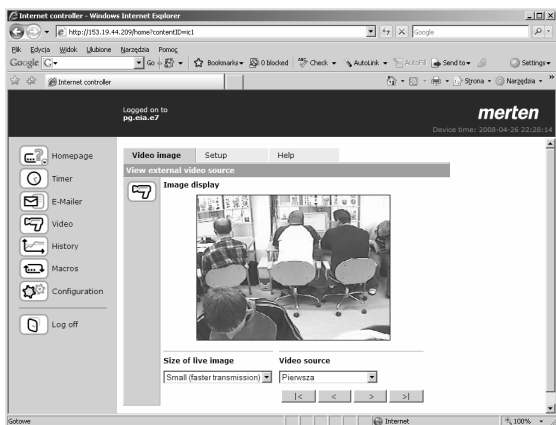 Internet controller - Windows Internet Explorer
http://153.19.44.209/home?contentID=ic1
Google
Plik Edycja Widok Ulubione Narzędzia Pomoc
Google G Go Bookmarks 0 blocked Check AutoLink AutoFill Send to Settings
Internet controller Strona Narzędzia
Logged on to
pg.eia.e7
merten
Device time: 2008-04-26 22:28:14
Homepage
Timer
E-Mailer
Video
History
Macros
Configuration
Log off
Video image Setup Help
View external video source
Image display
Size of live image Video source
Small (faster transmission) Pierwsza
|< < > >|
Gotowe Internet 100%